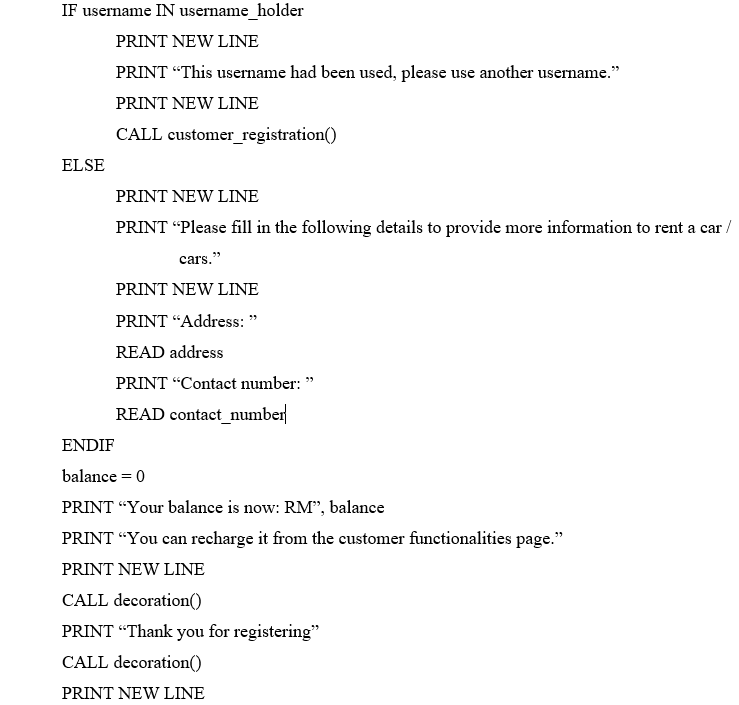 IF username IN username_holder
PRINT NEW LINE
PRINT “This username had been used, please use another username.”
PRINT NEW LINE
CALL customer_registration()
ELSE
PRINT NEW LINE
PRINT “Please fill in the following details to provide more information to rent a car /
cars.”
PRINT NEW LINE
PRINT “Address: ”
READ address
PRINT “Contact number: ”
READ contact_number
ENDIF
balance = 0
PRINT “Your balance is now: RM”, balance
PRINT “You can recharge it from the customer functionalities page.”
PRINT NEW LINE
CALL decoration()
PRINT “Thank you for registering”
CALL decoration()
PRINT NEW LINE